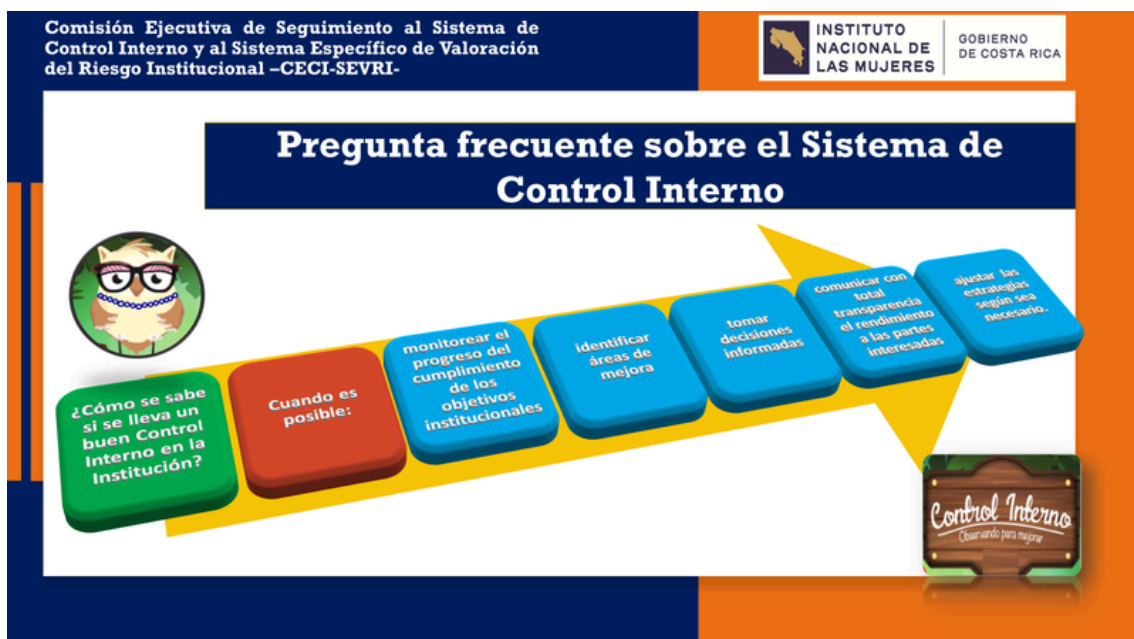 Comisión Ejecutiva de Seguimiento al Sistema de
Control Interno y al Sistema Específico de Valoración
del Riesgo Institucional –CECI-SEVRI-
INSTITUTO
NACIONAL DE
LAS MUJERES
GOBIERNO
DE COSTA RICA
Pregunta frecuente sobre el Sistema de
Control Interno
¿Cómo se sabe
si se lleva un
buen Control
Interno en la
Institución?
Cuando es
posible:
monitorear el
progreso del
cumplimiento
de los
objetivos
institucionales
identificar
áreas de
mejora
tomar
decisiones
informadas
comunicar con
total
transparencia
el rendimiento
a las partes
interesadas
ajustar las
estrategias
según sea
necesario.
Control Interno
Observando para mejorar